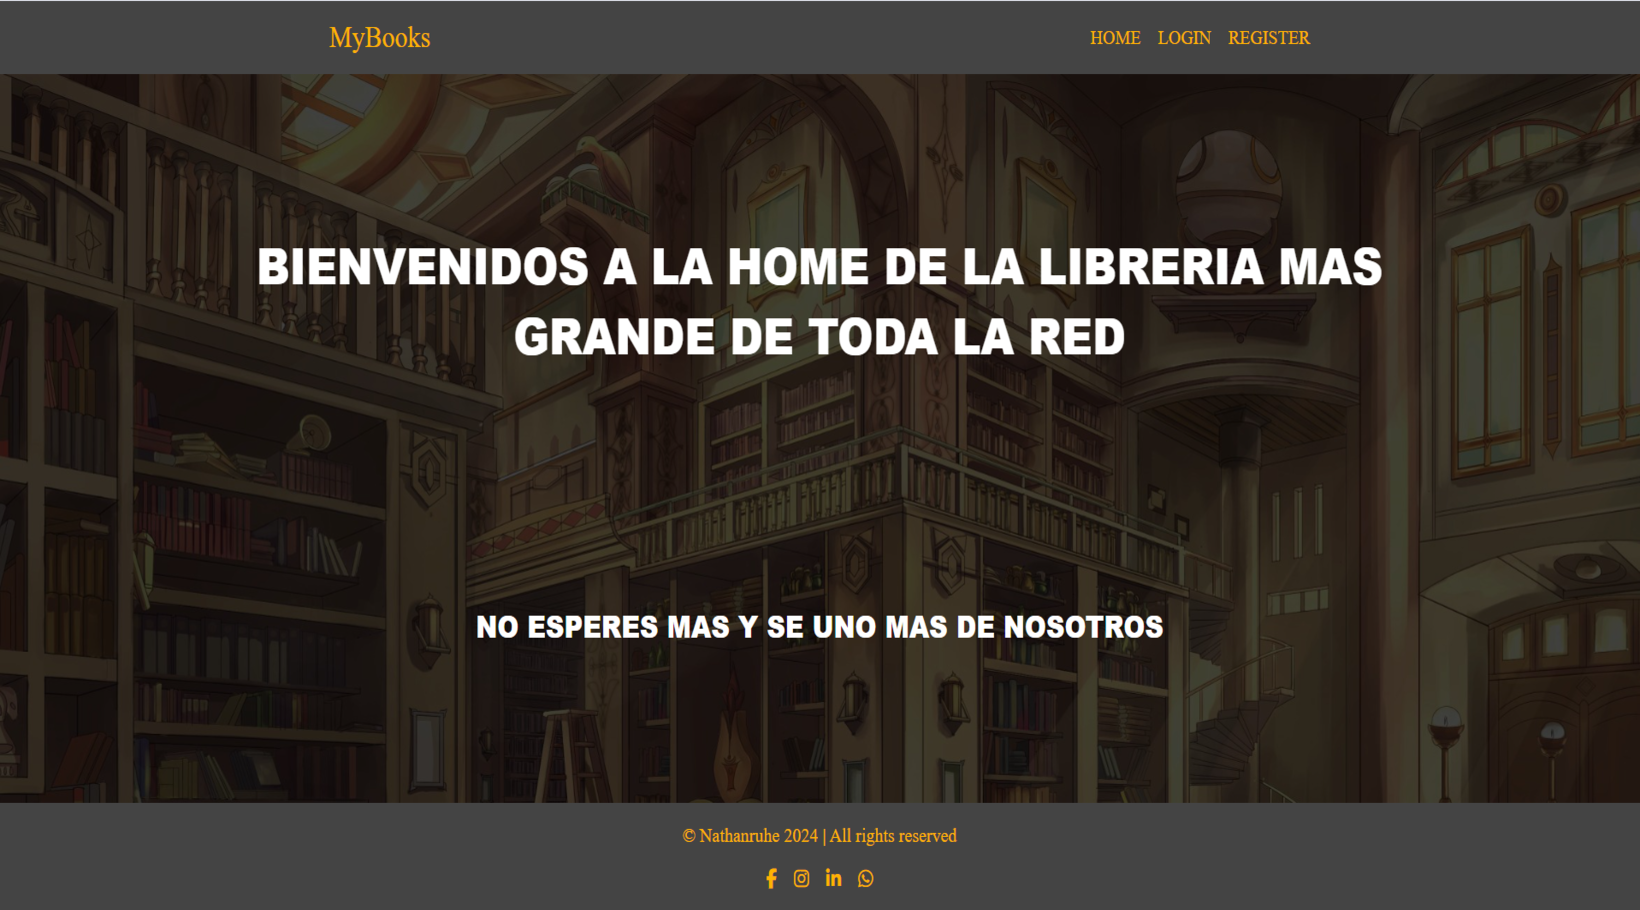 MyBooks
HOME LOGIN REGISTER
BIENVENIDOS A LA HOME DE LA LIBRERIA MAS
GRANDE DE TODA LA RED
NO ESPERES MAS Y SE UNO MAS DE NOSOTROS
© Nathanruhe 2024 | All rights reserved